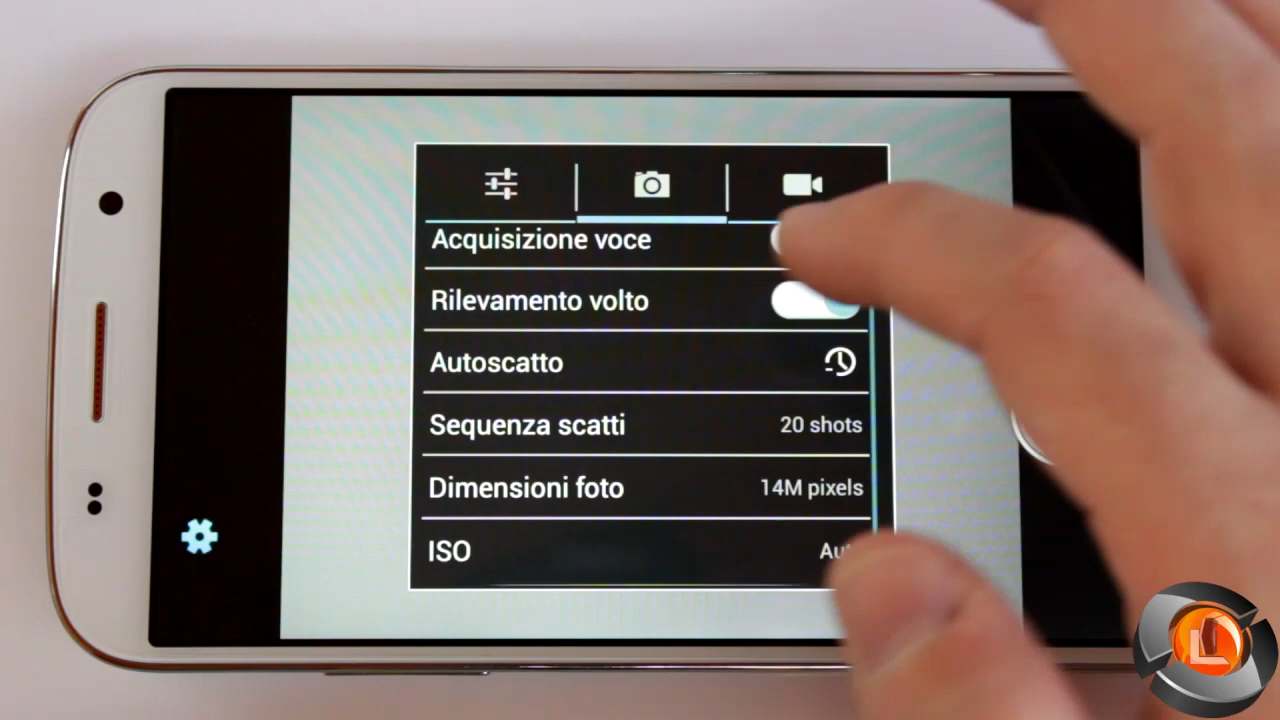 Acquisizione voce
Rilevamento volto
Autoscatto
Sequenza scatti 20 shots
Dimensioni foto 14M pixels
ISO